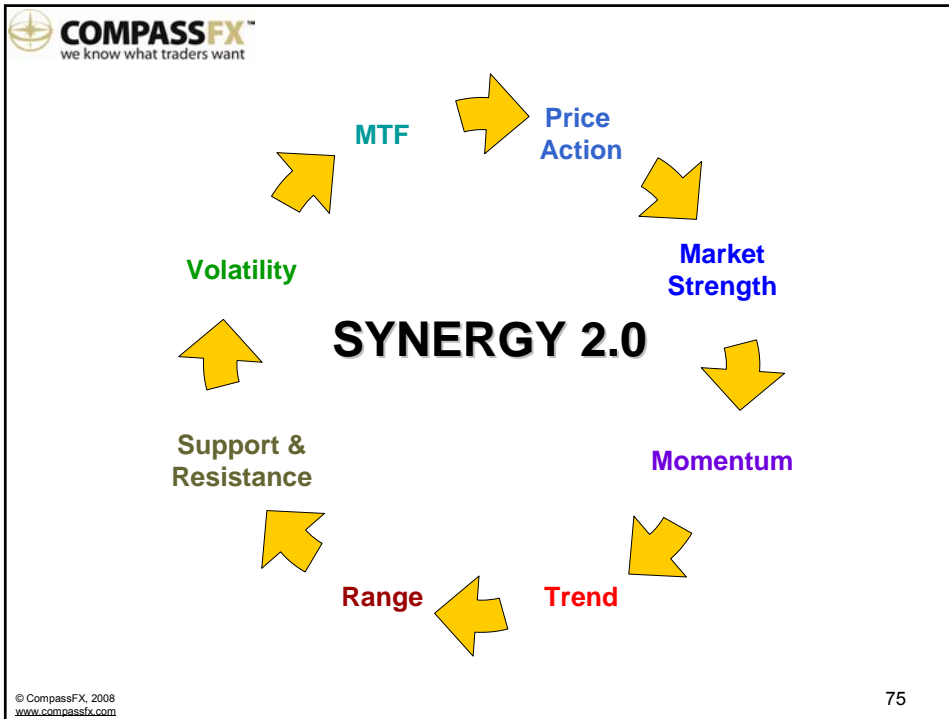 COMPASSFX™
we know what traders want
MTF
Price
Action
Market
Strength
Volatility
SYNERGY 2.0
Support &
Resistance
Momentum
Range
Trend
© CompassFX, 2008
www.compassfx.com
75